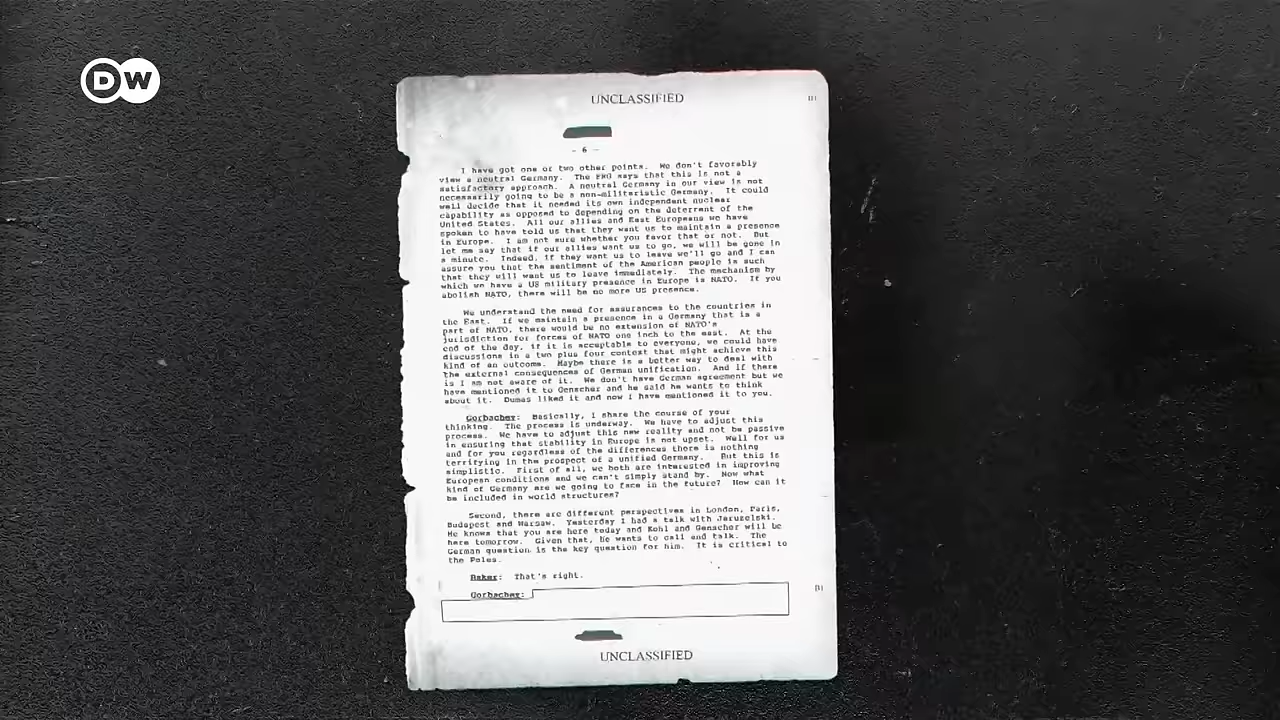 DW
UNCLASSIFIED
- 6 -
I have got one or two other points. We don't favorably
view a neutral Germany. The FRG says that this is not a
satisfactory approach. A neutral Germany in our view is not
necessarily going to be a non-militaristic Germany. It could
well decide that it needed its own independent nuclear
capability as opposed to depending on the deterrent of the
United States. All our allies and East Europeans we have
spoken to have told us that they want us to maintain a presence
in Europe. I am not sure whether you favor that or not. But
let me say that if our allies want us to go, we will be gone in
a minute. Indeed, if they want us to leave we'll go and I can
assure you that the sentiment of the American people is such
that they will want us to leave immediately. The mechanism by
which we have a US military presence in Europe is NATO. If you
abolish NATO, there will be no more US presence.
We understand the need for assurances to the countries in
the East. If we maintain a presence in a Germany that is a
part of NATO, there would be no extension of NATO's
jurisdiction for forces of NATO one inch to the east. At the
end of the day, if it is acceptable to everyone, we could have
discussions in a two plus four context that might achieve this
kind of an outcome. Maybe there is a better way to deal with
the external consequences of German unification. And if there
is I am not aware of it. We don't have German agreement but we
have mentioned it to Genscher and he said he wants to think
about it. Dumas liked it and now I have mentioned it to you.
Gorbachev: Basically, I share the course of your
thinking. The process is underway. We have to adjust this
process. We have to adjust this new reality and not be passive
in ensuring that stability in Europe is not upset. Well for us
and for you regardless of the differences there is nothing
terrifying in the prospect of a unified Germany. But this is
simplistic. First of all, we both are interested in improving
European conditions and we can't simply stand by. Now what
kind of Germany are we going to face in the future? How can it
be included in world structures?
Second, there are different perspectives in London, Paris,
Budapest and Warsaw. Yesterday I had a talk with Jaruzelski.
He knows that you are here today and Kohl and Genscher will be
here tomorrow. Given that, he wants to call and talk. The
German question is the key question for him. It is critical to
the Poles.
Baker: That's right.
Gorbachev:
UNCLASSIFIED